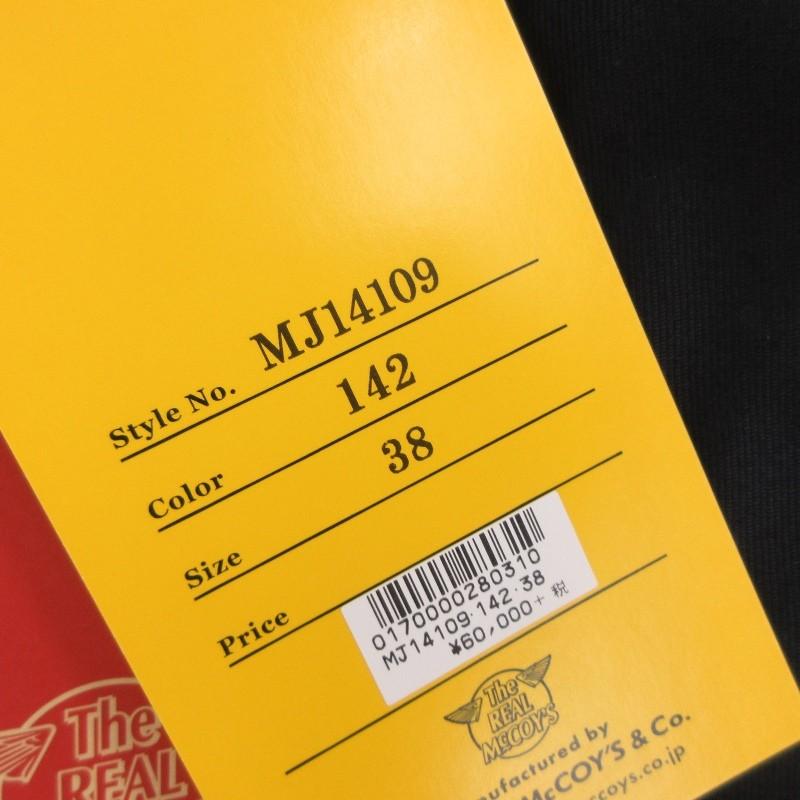 Style No. MJ14109
Color 142
Size 38
Price
0170000280310
MJ14109·142·38
¥60,000+税
The
REAL
McCOY'S
ufactured by
McCOY'S & Co.
ccoys.co.jp
The
REAL